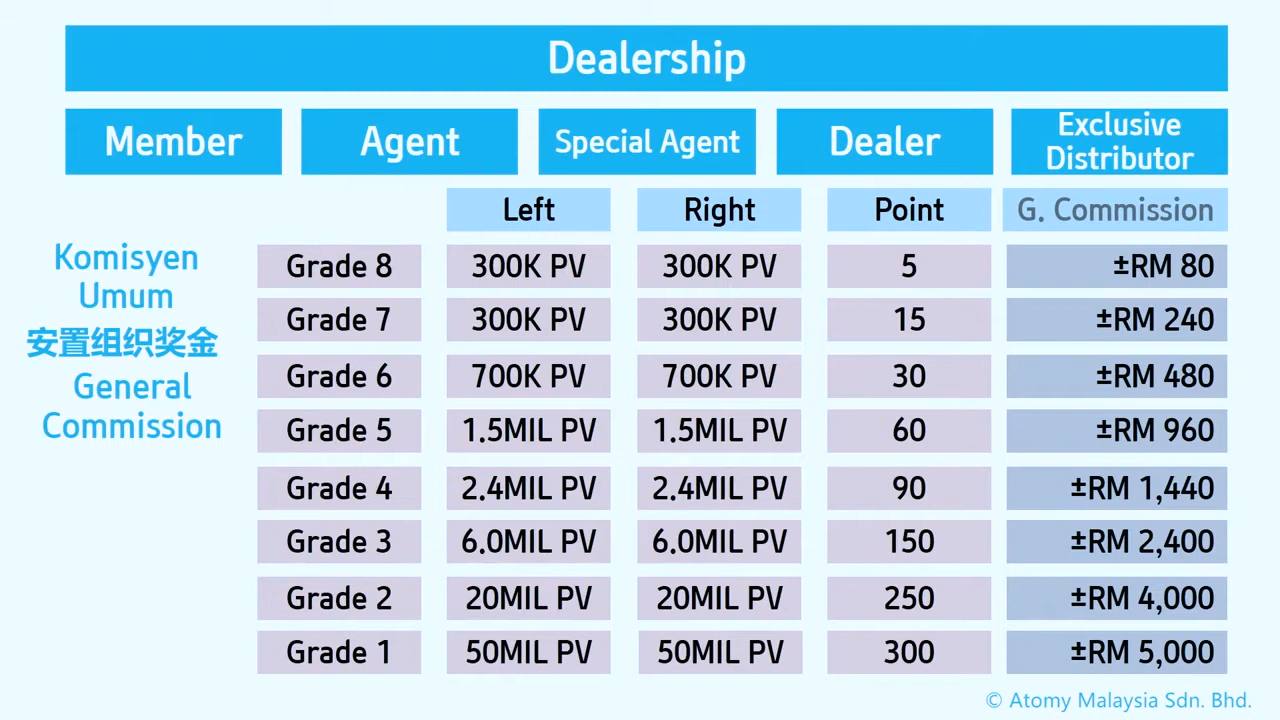 Dealership
Member Agent Special Agent Dealer Exclusive
Distributor
Left Right Point G. Commission
Komisyen
Umum
安置组织奖金
General
Commission
Grade 8 300K PV 300K PV 5 ±RM 80
Grade 7 300K PV 300K PV 15 ±RM 240
Grade 6 700K PV 700K PV 30 ±RM 480
Grade 5 1.5MIL PV 1.5MIL PV 60 ±RM 960
Grade 4 2.4MIL PV 2.4MIL PV 90 ±RM 1,440
Grade 3 6.0MIL PV 6.0MIL PV 150 ±RM 2,400
Grade 2 20MIL PV 20MIL PV 250 ±RM 4,000
Grade 1 50MIL PV 50MIL PV 300 ±RM 5,000
© Atomy Malaysia Sdn. Bhd.